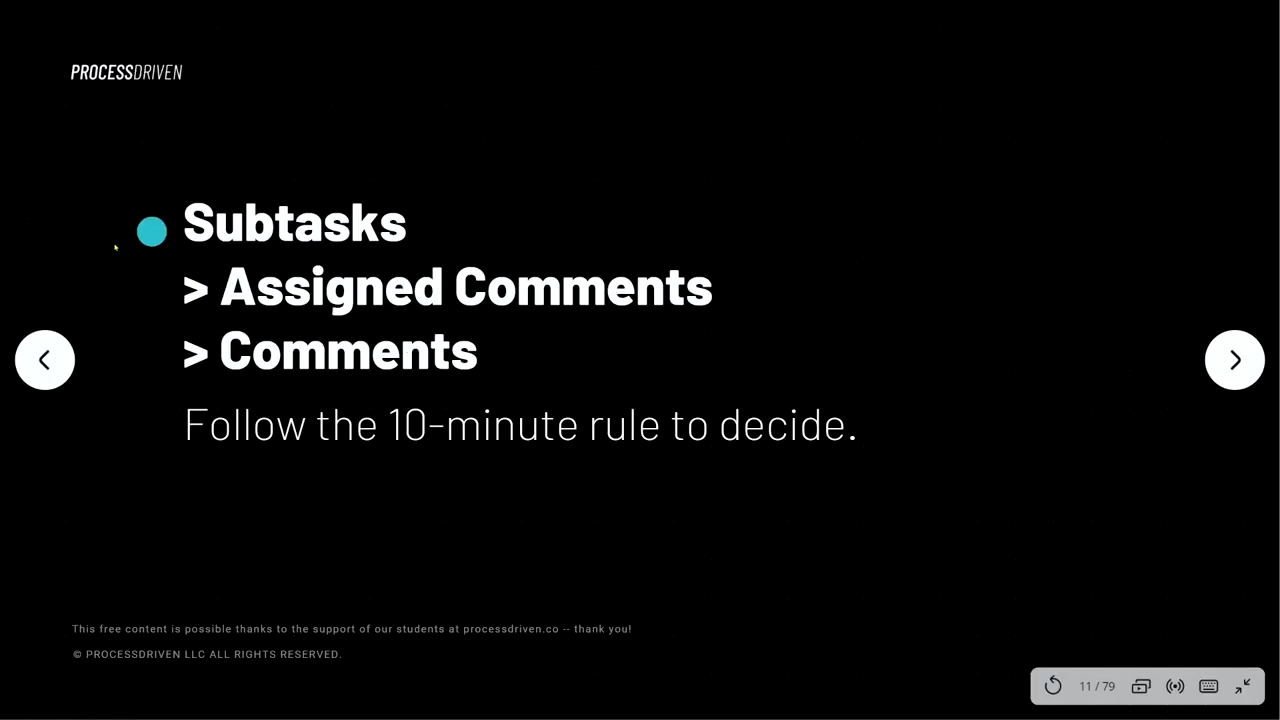 PROCESSDRIVEN
Subtasks
> Assigned Comments
> Comments
Follow the 10-minute rule to decide.
This free content is possible thanks to the support of our students at processdriven.co -- thank you!
© PROCESSDRIVEN LLC ALL RIGHTS RESERVED.
11 / 79